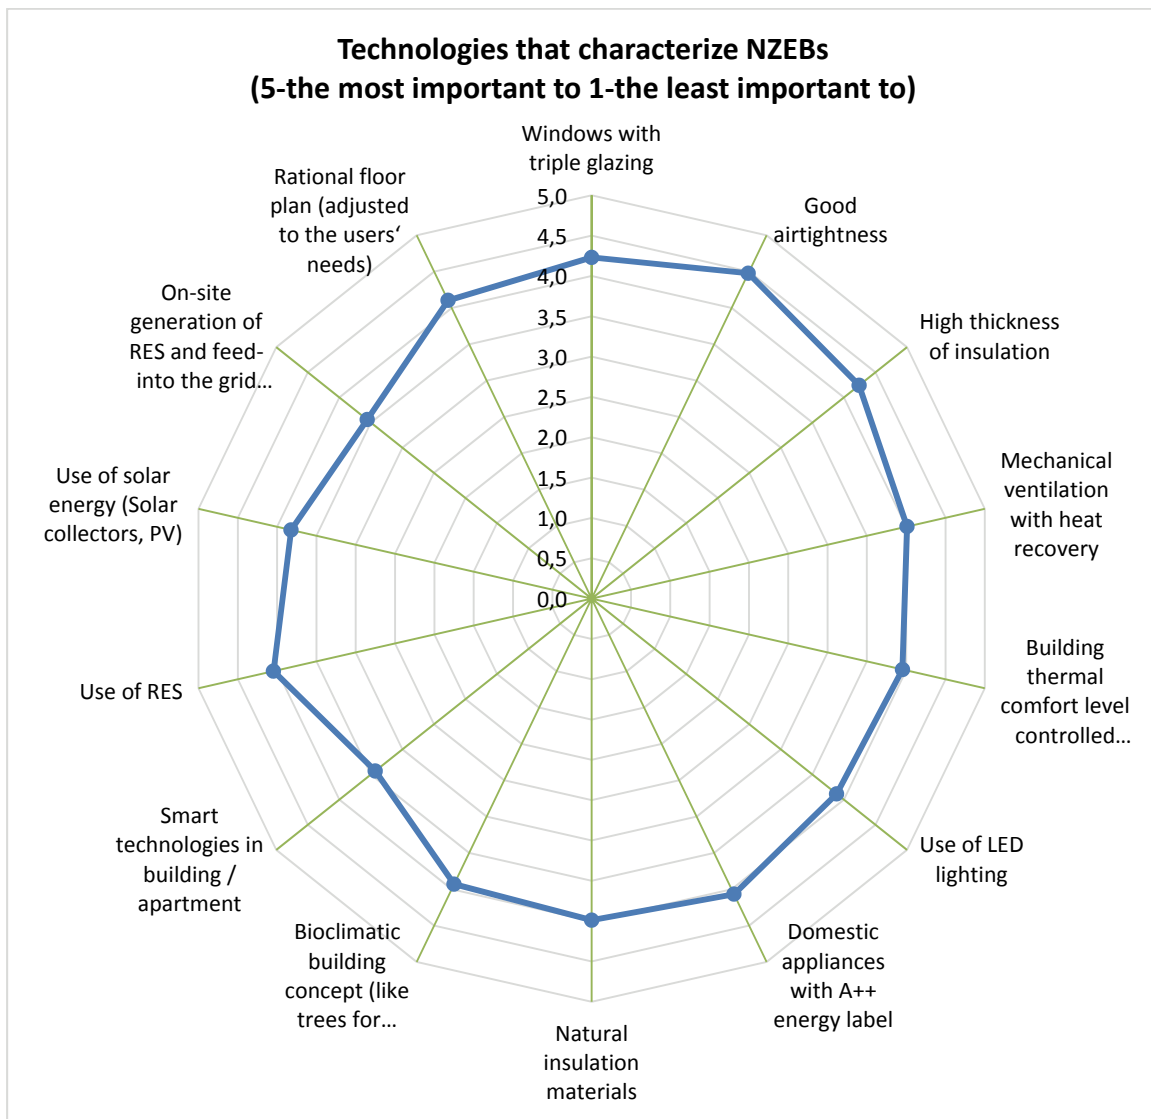 Technologies that characterize NZEBs
(5-the most important to 1-the least important to)
Windows with
triple glazing
Good
airtightness
High thickness
of insulation
Mechanical
ventilation
with heat
recovery
Building
thermal
comfort level
controlled...
Use of LED
lighting
Domestic
appliances
with A++
energy label
Natural
insulation
materials
Bioclimatic
building
concept (like
trees for...
Smart
technologies in
building /
apartment
Use of RES
Use of solar
energy (Solar
collectors, PV)
On-site
generation of
RES and feed-
into the grid...
Rational floor
plan (adjusted
to the users‘
needs)
5,0
4,5
4,0
3,5
3,0
2,5
2,0
1,5
1,0
0,5
0,0